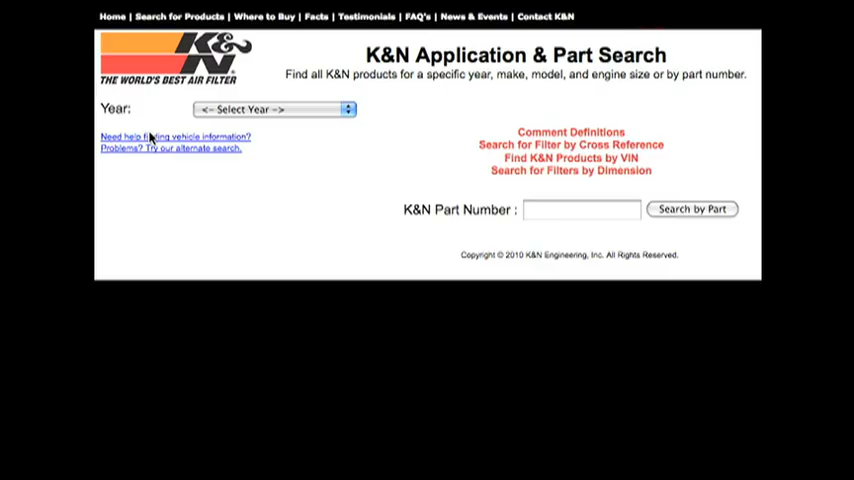 Home | Search for Products | Where to Buy | Facts | Testimonials | FAQ's | News & Events | Contact K&N
K&N
THE WORLD'S BEST AIR FILTER
K&N Application & Part Search
Find all K&N products for a specific year, make, model, and engine size or by part number.
Year: <- Select Year ->
Need help finding vehicle information?
Problems? Try our alternate search.
Comment Definitions
Search for Filter by Cross Reference
Find K&N Products by VIN
Search for Filters by Dimension
K&N Part Number : Search by Part
Copyright © 2010 K&N Engineering, Inc. All Rights Reserved.